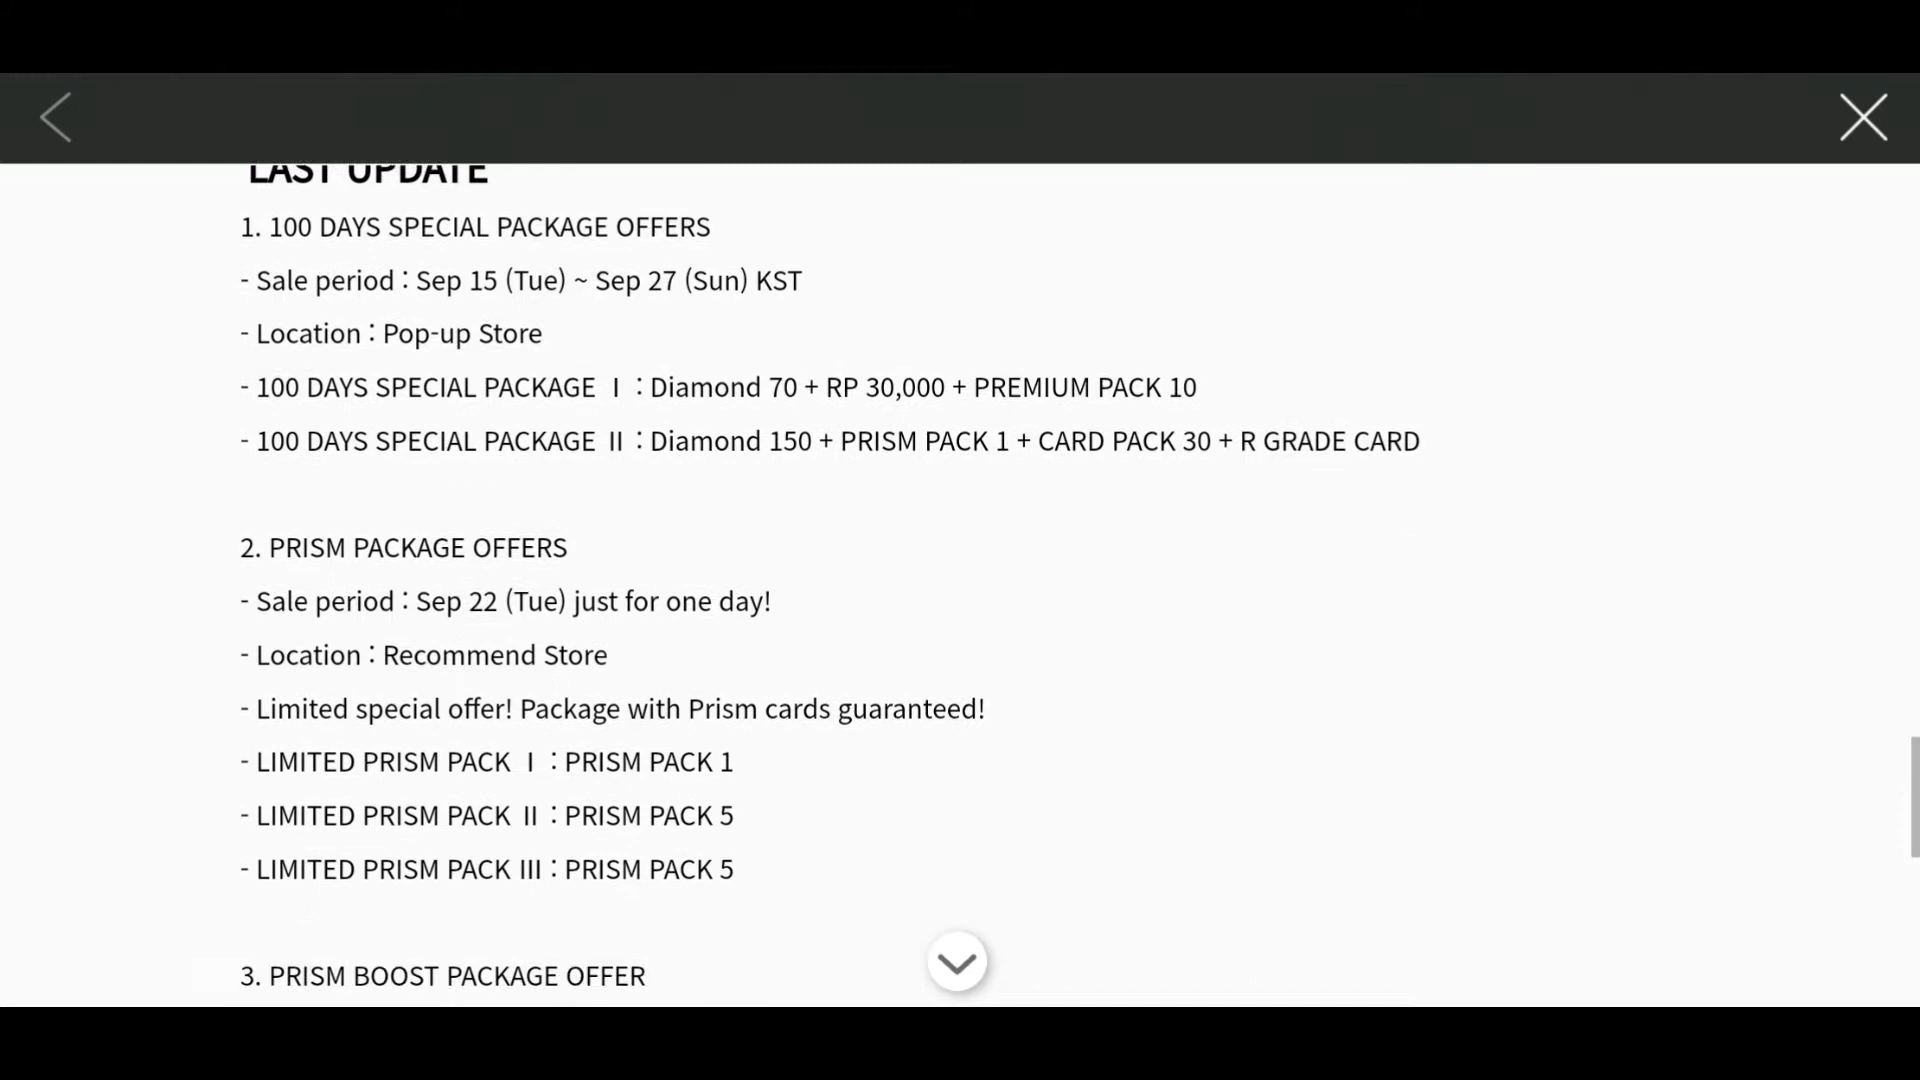 LAST UPDATE
1. 100 DAYS SPECIAL PACKAGE OFFERS
- Sale period : Sep 15 (Tue) ~ Sep 27 (Sun) KST
- Location : Pop-up Store
- 100 DAYS SPECIAL PACKAGE Ⅰ : Diamond 70 + RP 30,000 + PREMIUM PACK 10
- 100 DAYS SPECIAL PACKAGE Ⅱ : Diamond 150 + PRISM PACK 1 + CARD PACK 30 + R GRADE CARD
2. PRISM PACKAGE OFFERS
- Sale period : Sep 22 (Tue) just for one day!
- Location : Recommend Store
- Limited special offer! Package with Prism cards guaranteed!
- LIMITED PRISM PACK Ⅰ : PRISM PACK 1
- LIMITED PRISM PACK Ⅱ : PRISM PACK 5
- LIMITED PRISM PACK Ⅲ : PRISM PACK 5
3. PRISM BOOST PACKAGE OFFER